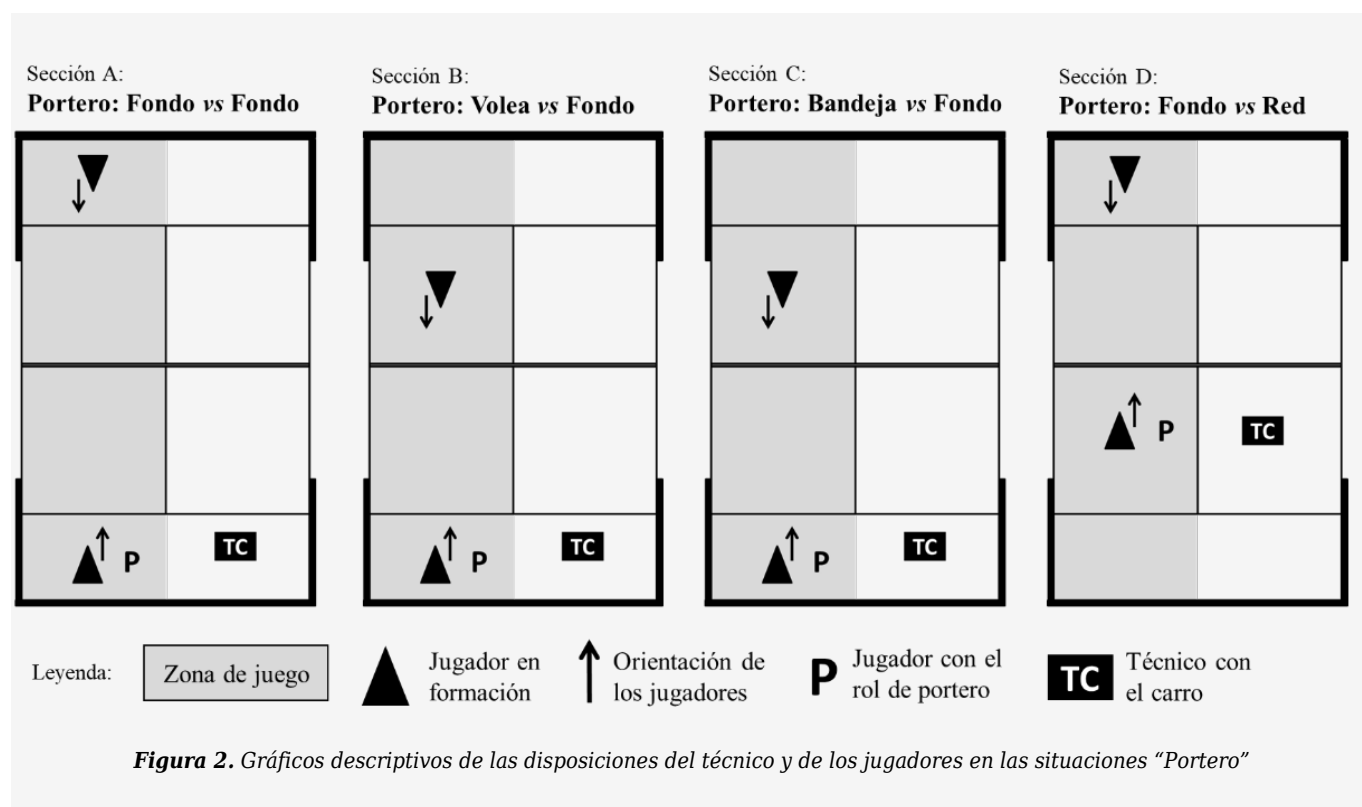 Sección A:
Portero: Fondo vs Fondo
Sección B:
Portero: Volea vs Fondo
Sección C:
Portero: Bandeja vs Fondo
Sección D:
Portero: Fondo vs Red
P
TC
P
TC
P
TC
P
TC
Leyenda:
Zona de juego
Jugador en
formación
Orientación de
los jugadores
P
Jugador con el
rol de portero
TC
Técnico con
el carro
Figura 2. Gráficos descriptivos de las disposiciones del técnico y de los jugadores en las situaciones “Portero”